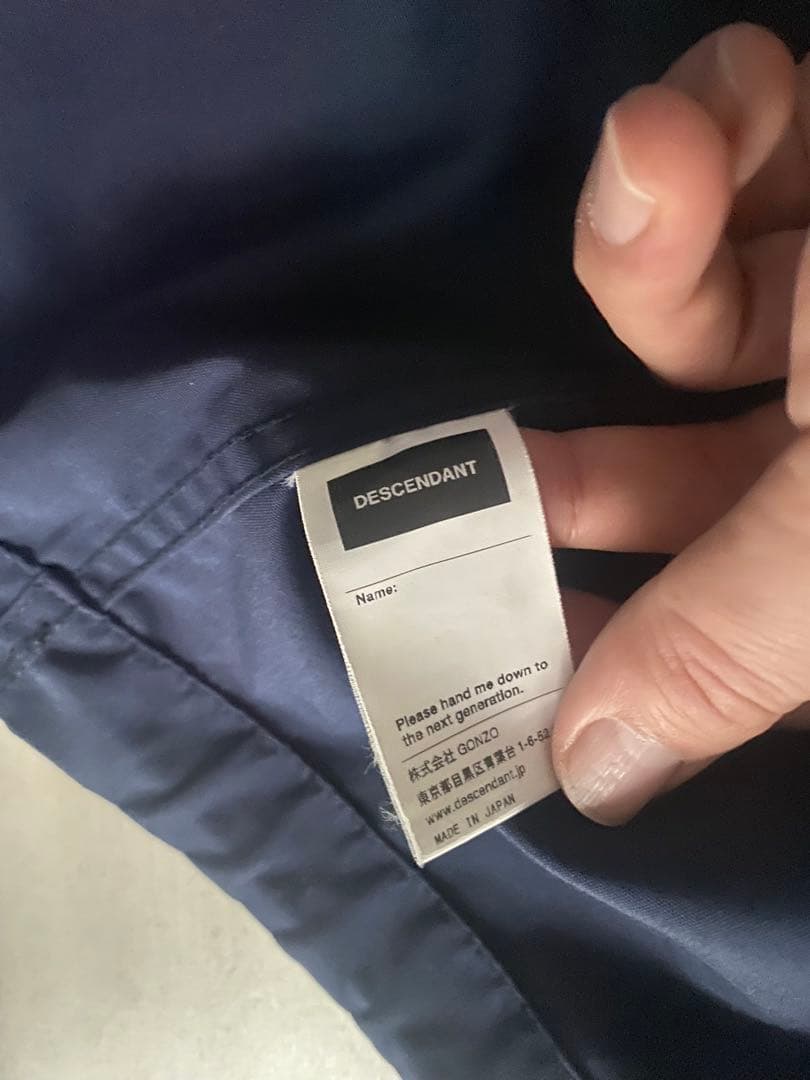 DESCENDANT
Name:
Please hand me down to
the next generation.
株式会社 GONZO
東京都目黒区青葉台 1-6-52
www.descendant.jp
MADE IN JAPAN